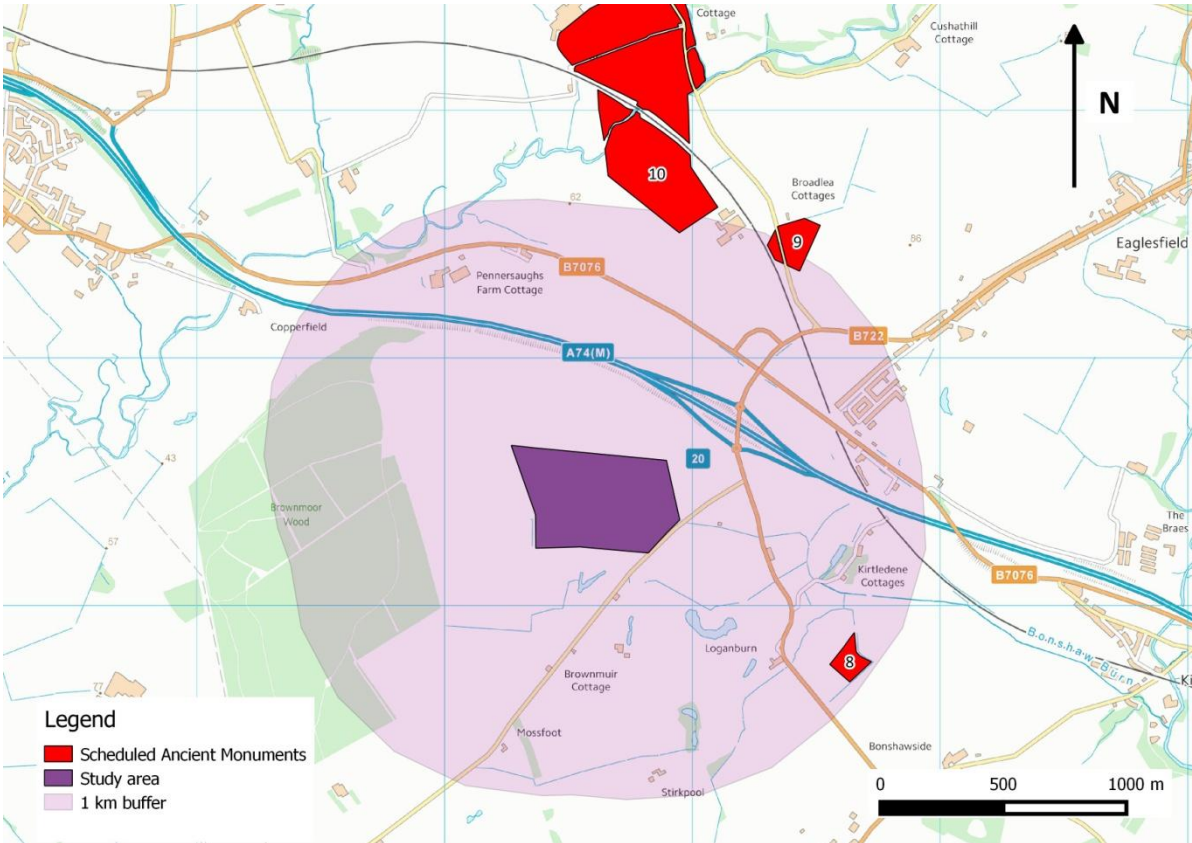 Cottage
Cushathill
Cottage
N
10
Broadlea
Cottages
62
9
86
Eaglesfield
B7076
Pennersaughs
Farm Cottage
Copperfield
B722
A74(M)
20
43
Brownmoor
Wood
The
Braes
57
Kirtledene
Cottages
B7076
Bonshaw Burn
Loganburn
8
Brownmuir
Cottage
Ki
77
Legend
Mossfoot
Bonshawside
Scheduled Ancient Monuments
Study area
1 km buffer
Stirkpool
0 500 1000 m